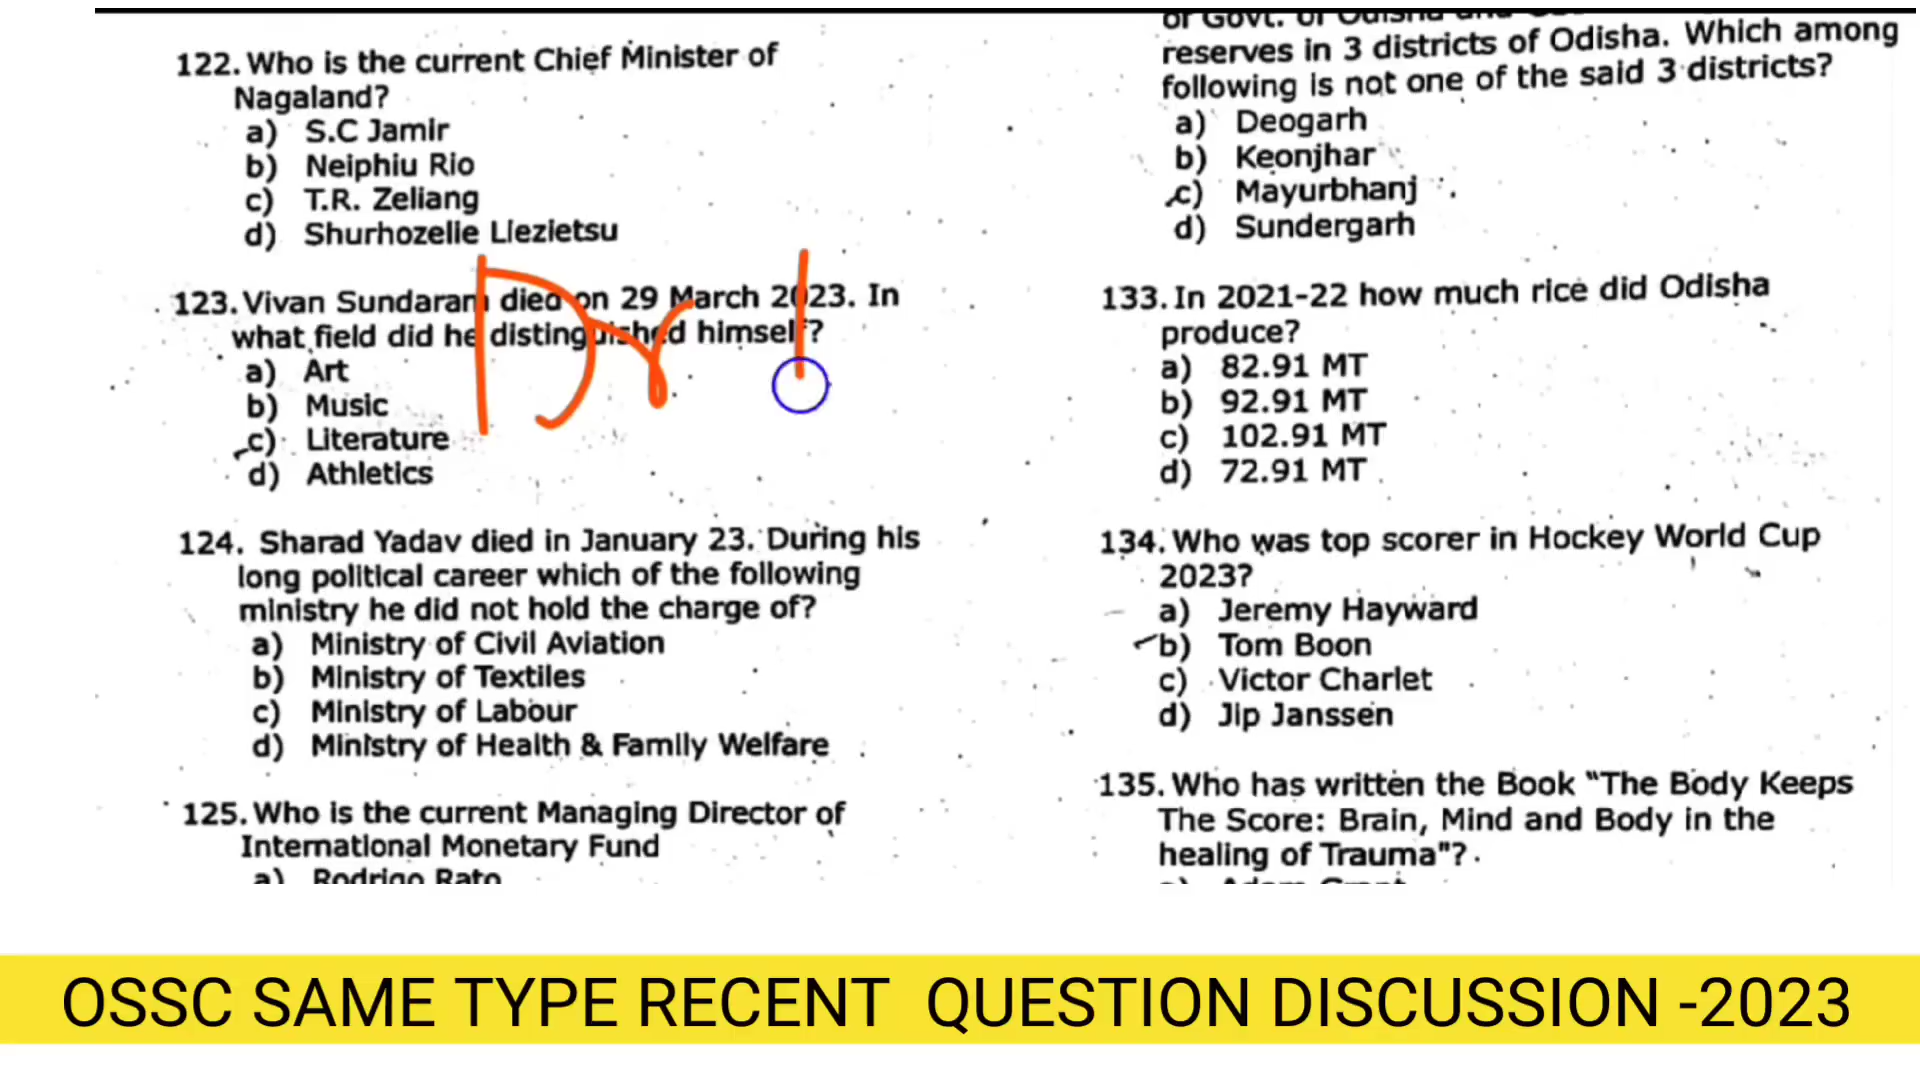 122. Who is the current Chief Minister of
Nagaland?
a) S.C Jamir
b) Neiphiu Rio
c) T.R. Zeliang
d) Shurhozelie Liezietsu
123. Vivan Sundaram died on 29 March 2023. In
what field did he distinguished himself?
a) Art
b) Music
c) Literature
d) Athletics
124. Sharad Yadav died in January 23. During his
long political career which of the following
ministry he did not hold the charge of?
a) Ministry of Civil Aviation
b) Ministry of Textiles
c) Ministry of Labour
d) Ministry of Health & Family Welfare
125. Who is the current Managing Director of
International Monetary Fund
a) Rodrigo Rato
of Govt. of Odisha and
reserves in 3 districts of Odisha. Which among
following is not one of the said 3 districts?
a) Deogarh
b) Keonjhar
c) Mayurbhanj
d) Sundergarh
133. In 2021-22 how much rice did Odisha
produce?
a) 82.91 MT
b) 92.91 MT
c) 102.91 MT
d) 72.91 MT
134. Who was top scorer in Hockey World Cup
2023?
a) Jeremy Hayward
b) Tom Boon
c) Victor Charlet
d) Jip Janssen
135. Who has written the Book "The Body Keeps
The Score: Brain, Mind and Body in the
healing of Trauma"?
OSSC SAME TYPE RECENT QUESTION DISCUSSION -2023